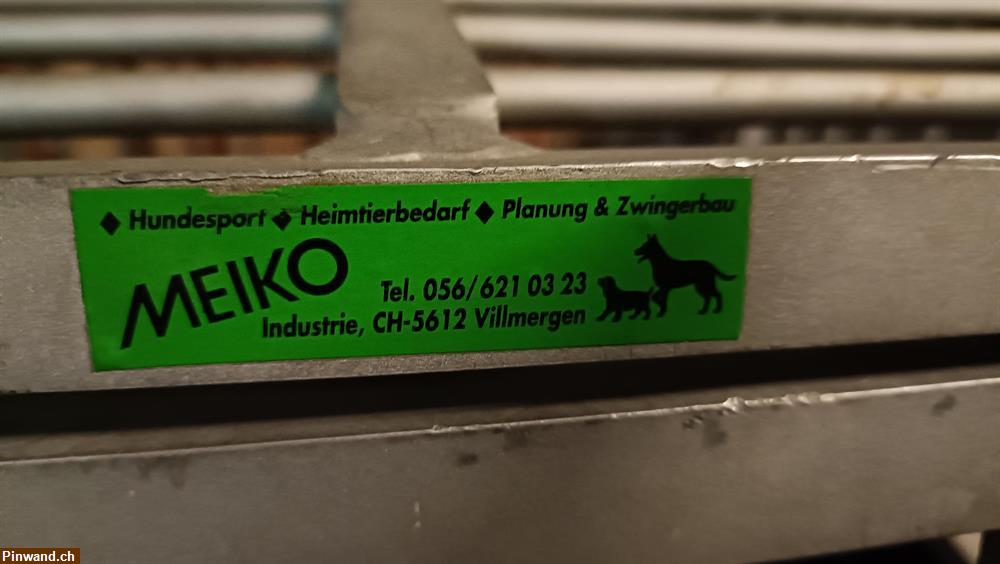 ◆ Hundesport ◆ Heimtierbedarf ◆ Planung & Zwingerbau
MEIKO
Tel. 056/621 03 23
Industrie, CH-5612 Villmergen
Pinwand.ch